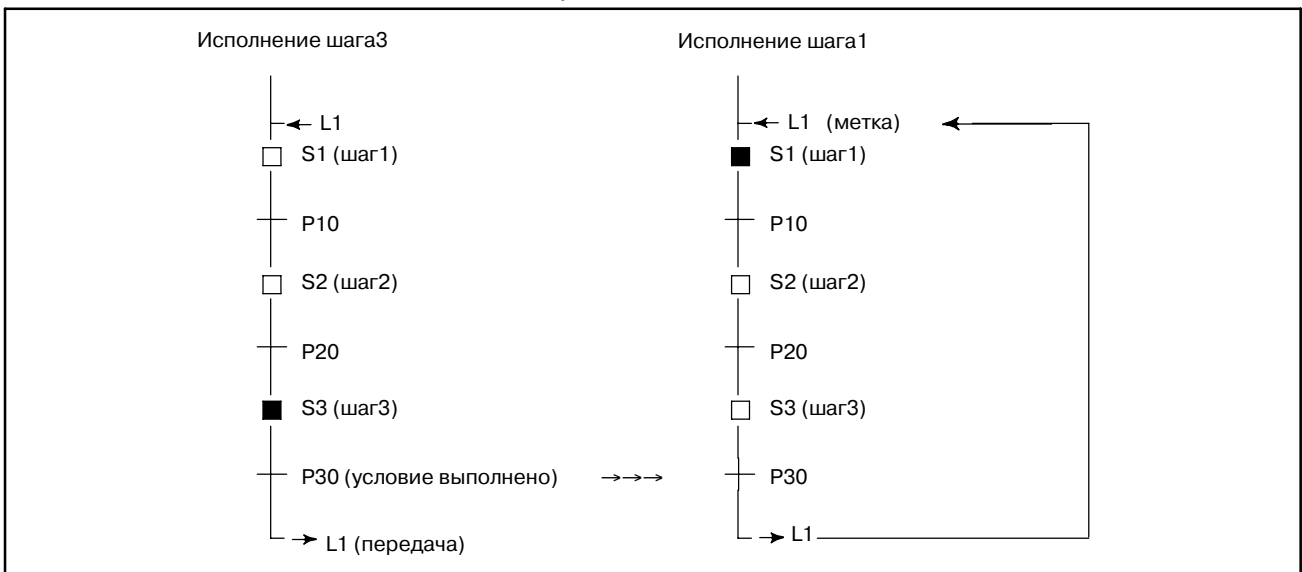 Исполнение шага3
L1
S1 (шаг1)
P10
S2 (шаг2)
P20
S3 (шаг3)
P30 (условие выполнено)
L1 (передача)
Исполнение шага1
L1 (метка)
S1 (шаг1)
P10
S2 (шаг2)
P20
S3 (шаг3)
P30
L1